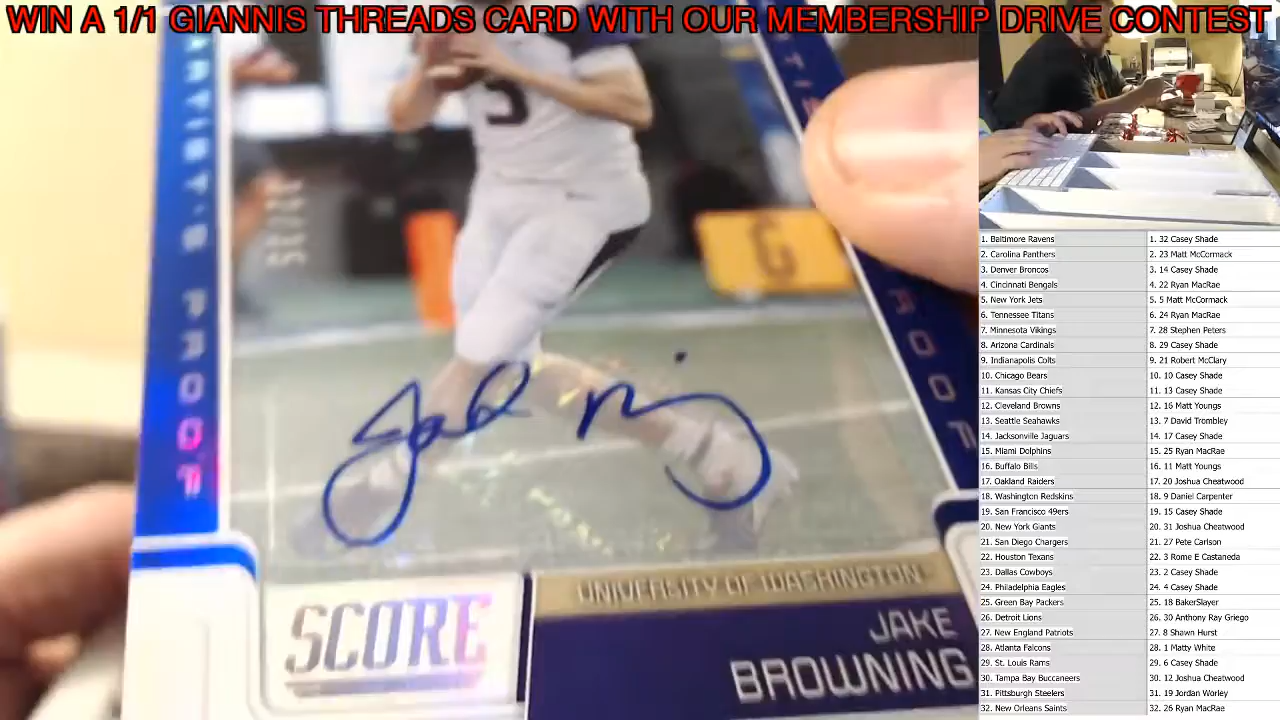 WIN A 1/1 GIANNIS THREADS CARD WITH OUR MEMBERSHIP DRIVE CONTEST
ARTIST'S PROOF
3
G
SCORE
UNIVERSITY OF WASHINGTON
JAKE
BROWNING
1. Baltimore Ravens 1. 32 Casey Shade
2. Carolina Panthers 2. 23 Matt McCormack
3. Denver Broncos 3. 14 Casey Shade
4. Cincinnati Bengals 4. 22 Ryan MacRae
5. New York Jets 5. 5 Matt McCormack
6. Tennessee Titans 6. 24 Ryan MacRae
7. Minnesota Vikings 7. 28 Stephen Peters
8. Arizona Cardinals 8. 29 Casey Shade
9. Indianapolis Colts 9. 21 Robert McClary
10. Chicago Bears 10. 10 Casey Shade
11. Kansas City Chiefs 11. 13 Casey Shade
12. Cleveland Browns 12. 16 Matt Youngs
13. Seattle Seahawks 13. 7 David Trombley
14. Jacksonville Jaguars 14. 17 Casey Shade
15. Miami Dolphins 15. 25 Ryan MacRae
16. Buffalo Bills 16. 11 Matt Youngs
17. Oakland Raiders 17. 20 Joshua Cheatwood
18. Washington Redskins 18. 9 Daniel Carpenter
19. San Francisco 49ers 19. 15 Casey Shade
20. New York Giants 20. 31 Joshua Cheatwood
21. San Diego Chargers 21. 27 Pete Carlson
22. Houston Texans 22. 3 Rome E Castaneda
23. Dallas Cowboys 23. 2 Casey Shade
24. Philadelphia Eagles 24. 4 Casey Shade
25. Green Bay Packers 25. 18 BakerSlayer
26. Detroit Lions 26. 30 Anthony Ray Griego
27. New England Patriots 27. 8 Shawn Hurst
28. Atlanta Falcons 28. 1 Matty White
29. St. Louis Rams 29. 6 Casey Shade
30. Tampa Bay Buccaneers 30. 12 Joshua Cheatwood
31. Pittsburgh Steelers 31. 19 Jordan Worley
32. New Orleans Saints 32. 26 Ryan MacRae